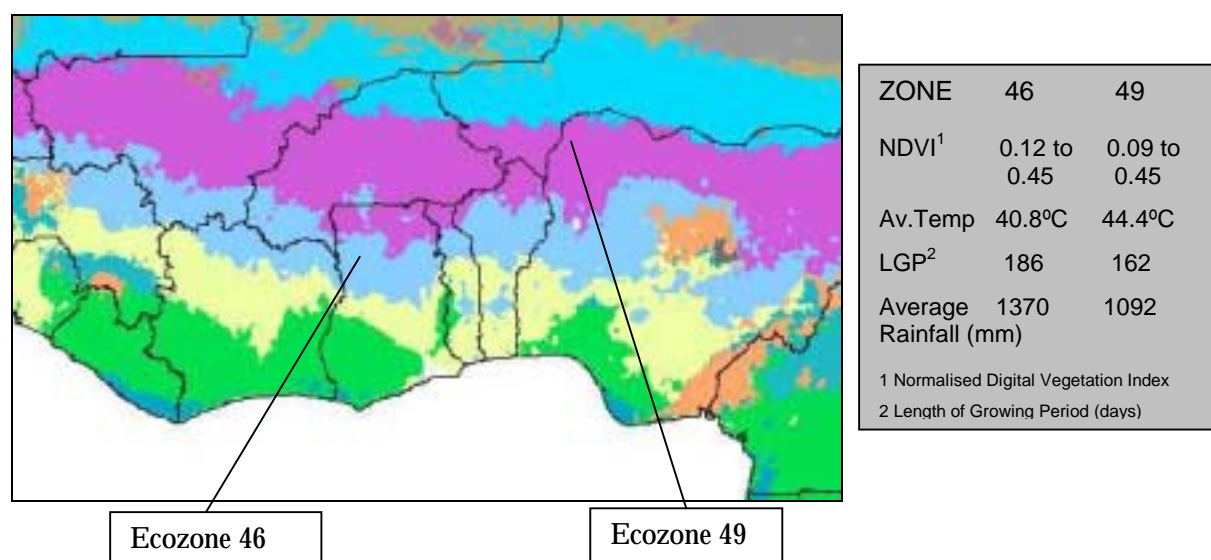 ZONE 46 49
NDVI1 0.12 to 0.09 to
0.45 0.45
Av.Temp 40.8ºC 44.4ºC
LGP2 186 162
Average 1370 1092
Rainfall (mm)
1 Normalised Digital Vegetation Index
2 Length of Growing Period (days)
Ecozone 46
Ecozone 49